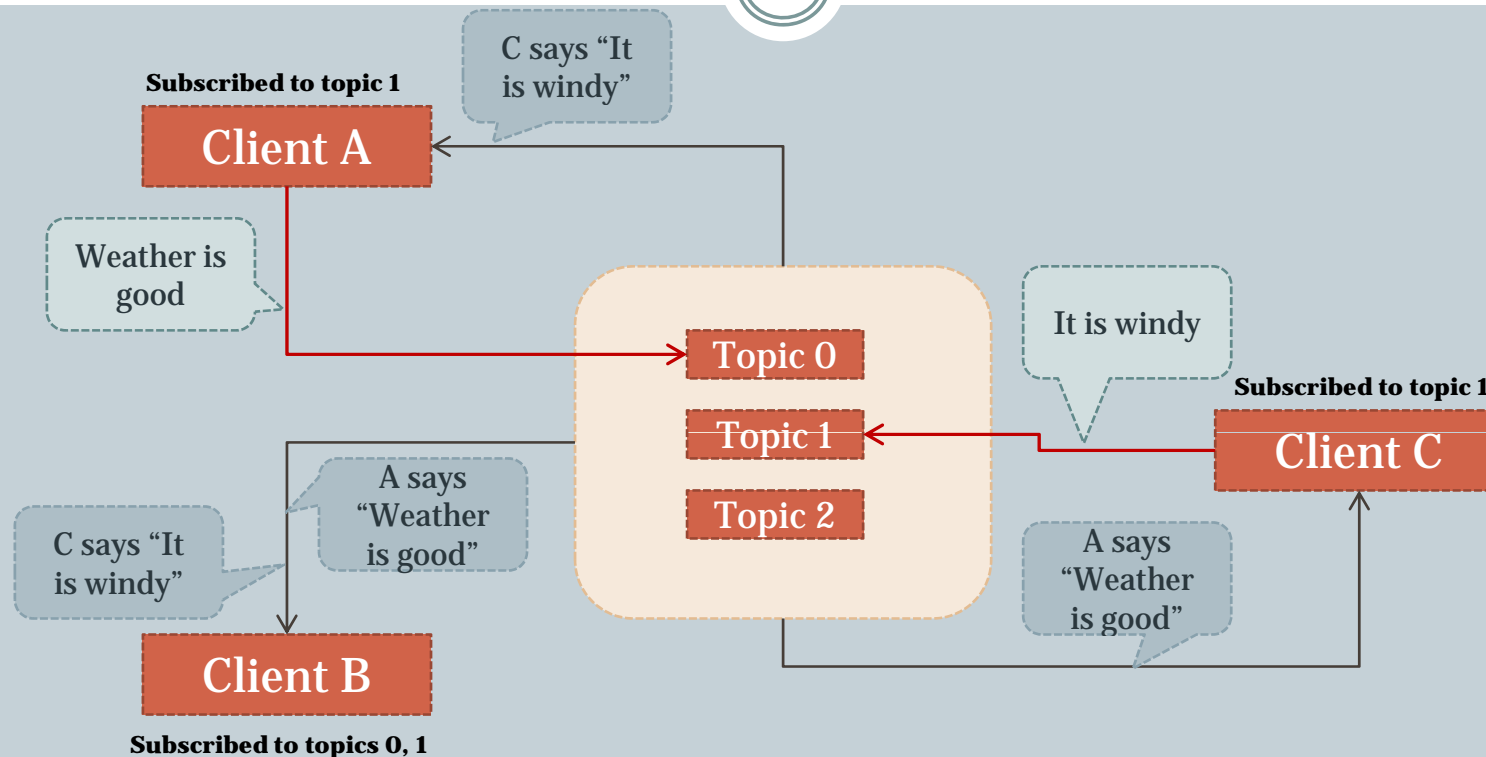 C says “It
is windy”
Subscribed to topic 1
Client A
Weather is
good
Topic 0
It is windy
Subscribed to topic 1
Topic 1
Client C
A says
“Weather
is good”
Topic 2
C says “It
is windy”
A says
“Weather
is good”
Client B
Subscribed to topics 0, 1